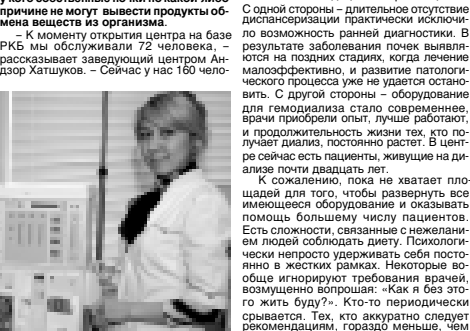 у кого собственные почки по какой-либо
причине не могут вывести продукты об-
мена веществ из организма.
– К моменту открытия центра на базе
РКБ мы обслуживали 72 человека, –
рассказывает заведующий центром Ан-
дзор Хатшуков. – Сейчас у нас 160 чело-
С одной стороны – длительное отсутствие
диспансеризации практически исключи-
ло возможность ранней диагностики. В
результате заболевания почек выявля-
ются на поздних стадиях, когда лечение
малоэффективно, и развитие патологи-
ческого процесса уже не удается остано-
вить. С другой стороны – оборудование
для гемодиализа стало современнее,
врачи приобрели опыт, лучше работают,
и продолжительность жизни тех, кто по-
лучает диализ, постоянно растет. В цент-
ре сейчас есть пациенты, живущие на ди-
ализе почти двадцать лет.
К сожалению, пока не хватает пло-
щадей для того, чтобы развернуть все
имеющееся оборудование и оказывать
помощь большему числу пациентов.
Есть сложности, связанные с нежелани-
ем людей соблюдать диету. Психологи-
чески непросто удерживать себя посто-
янно в жестких рамках. Некоторые во-
обще игнорируют требования врачей,
возмущенно вопрошая: «Как я без это-
го жить буду?». Кто-то периодически
срывается. Тех, кто аккуратно следует
рекомендациям, гораздо меньше, чем